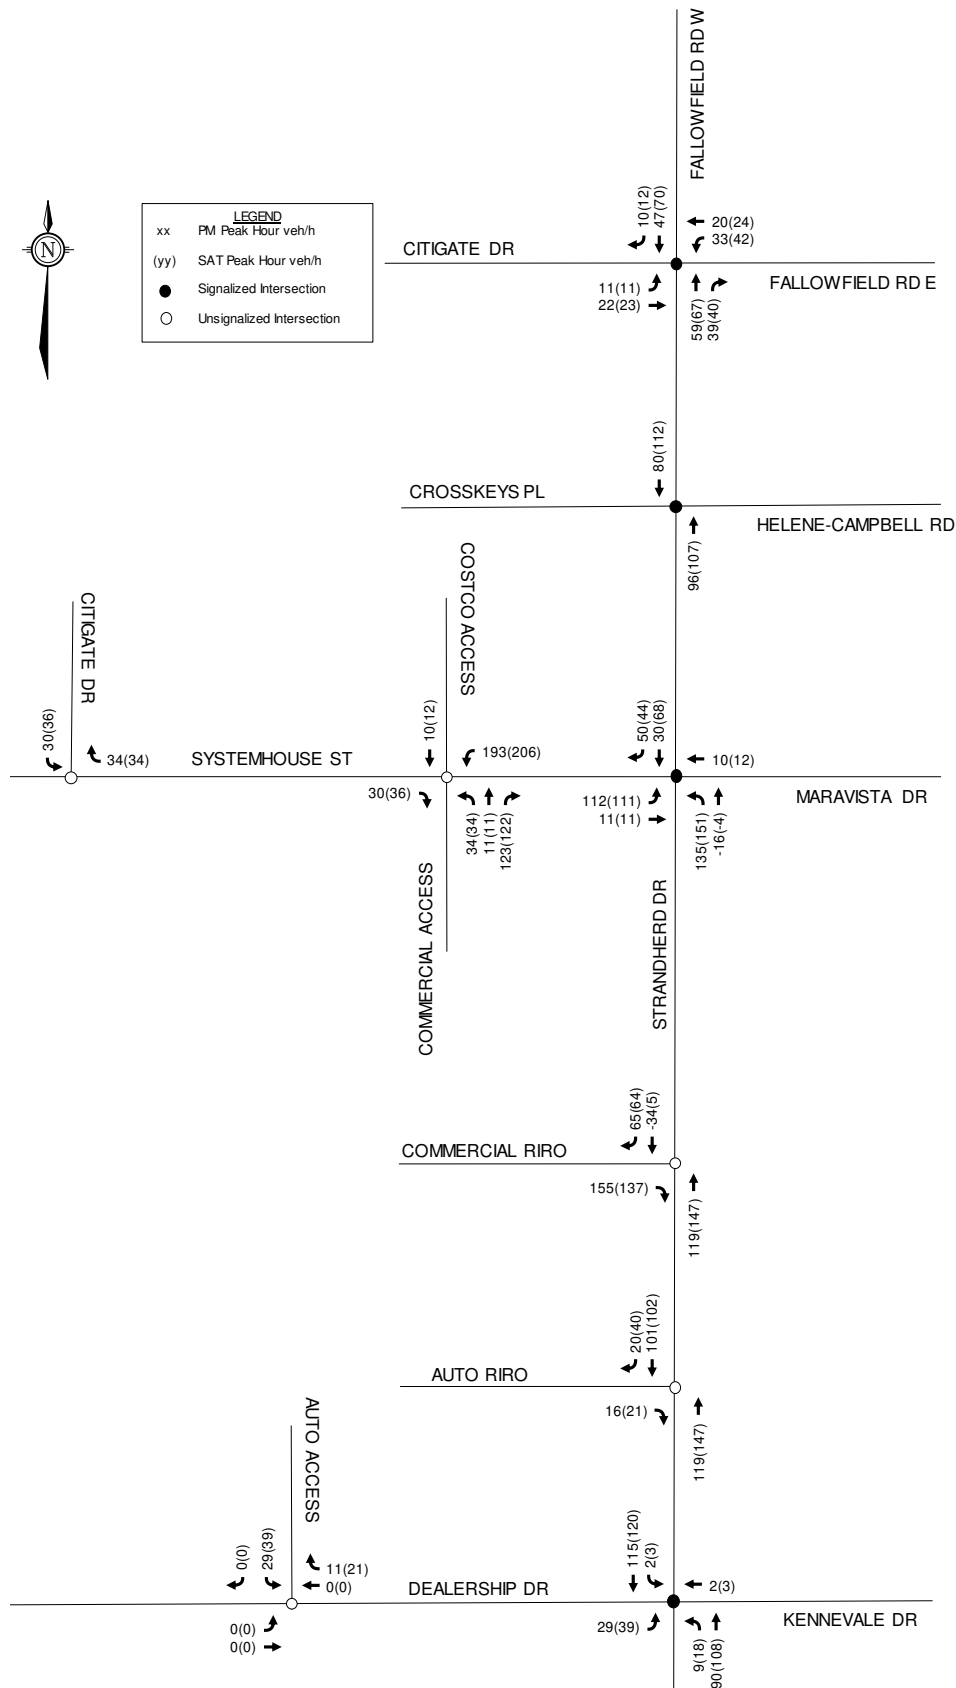 FALLOWFIELD RD W
N
LEGEND
xx PM Peak Hour veh/h
(yy) SAT Peak Hour veh/h
Signalized Intersection
Unsignalized Intersection
10(12)
47(70)
20(24)
33(42)
CITIGATE DR
FALLOWFIELD RD E
11(11)
22(23)
59(67)
39(40)
80(112)
CROSSKEYS PL
HELENE-CAMPBELL RD
96(107)
COSTCO ACCESS
CITIGATE DR
30(36)
34(34)
SYSTEMHOUSE ST
10(12)
193(206)
50(44)
30(68)
10(12)
MARAVISTA DR
30(36)
34(34)
11(11)
123(122)
112(111)
11(11)
135(151)
-16(-4)
COMMERCIAL ACCESS
STRANDHERD DR
65(64)
-34(5)
COMMERCIAL RIRO
155(137)
119(147)
20(40)
101(102)
AUTO RIRO
16(21)
119(147)
AUTO ACCESS
0(0)
29(39)
11(21)
0(0)
DEALERSHIP DR
115(120)
2(3)
2(3)
KENNEVALE DR
0(0)
0(0)
29(39)
9(18)
90(108)